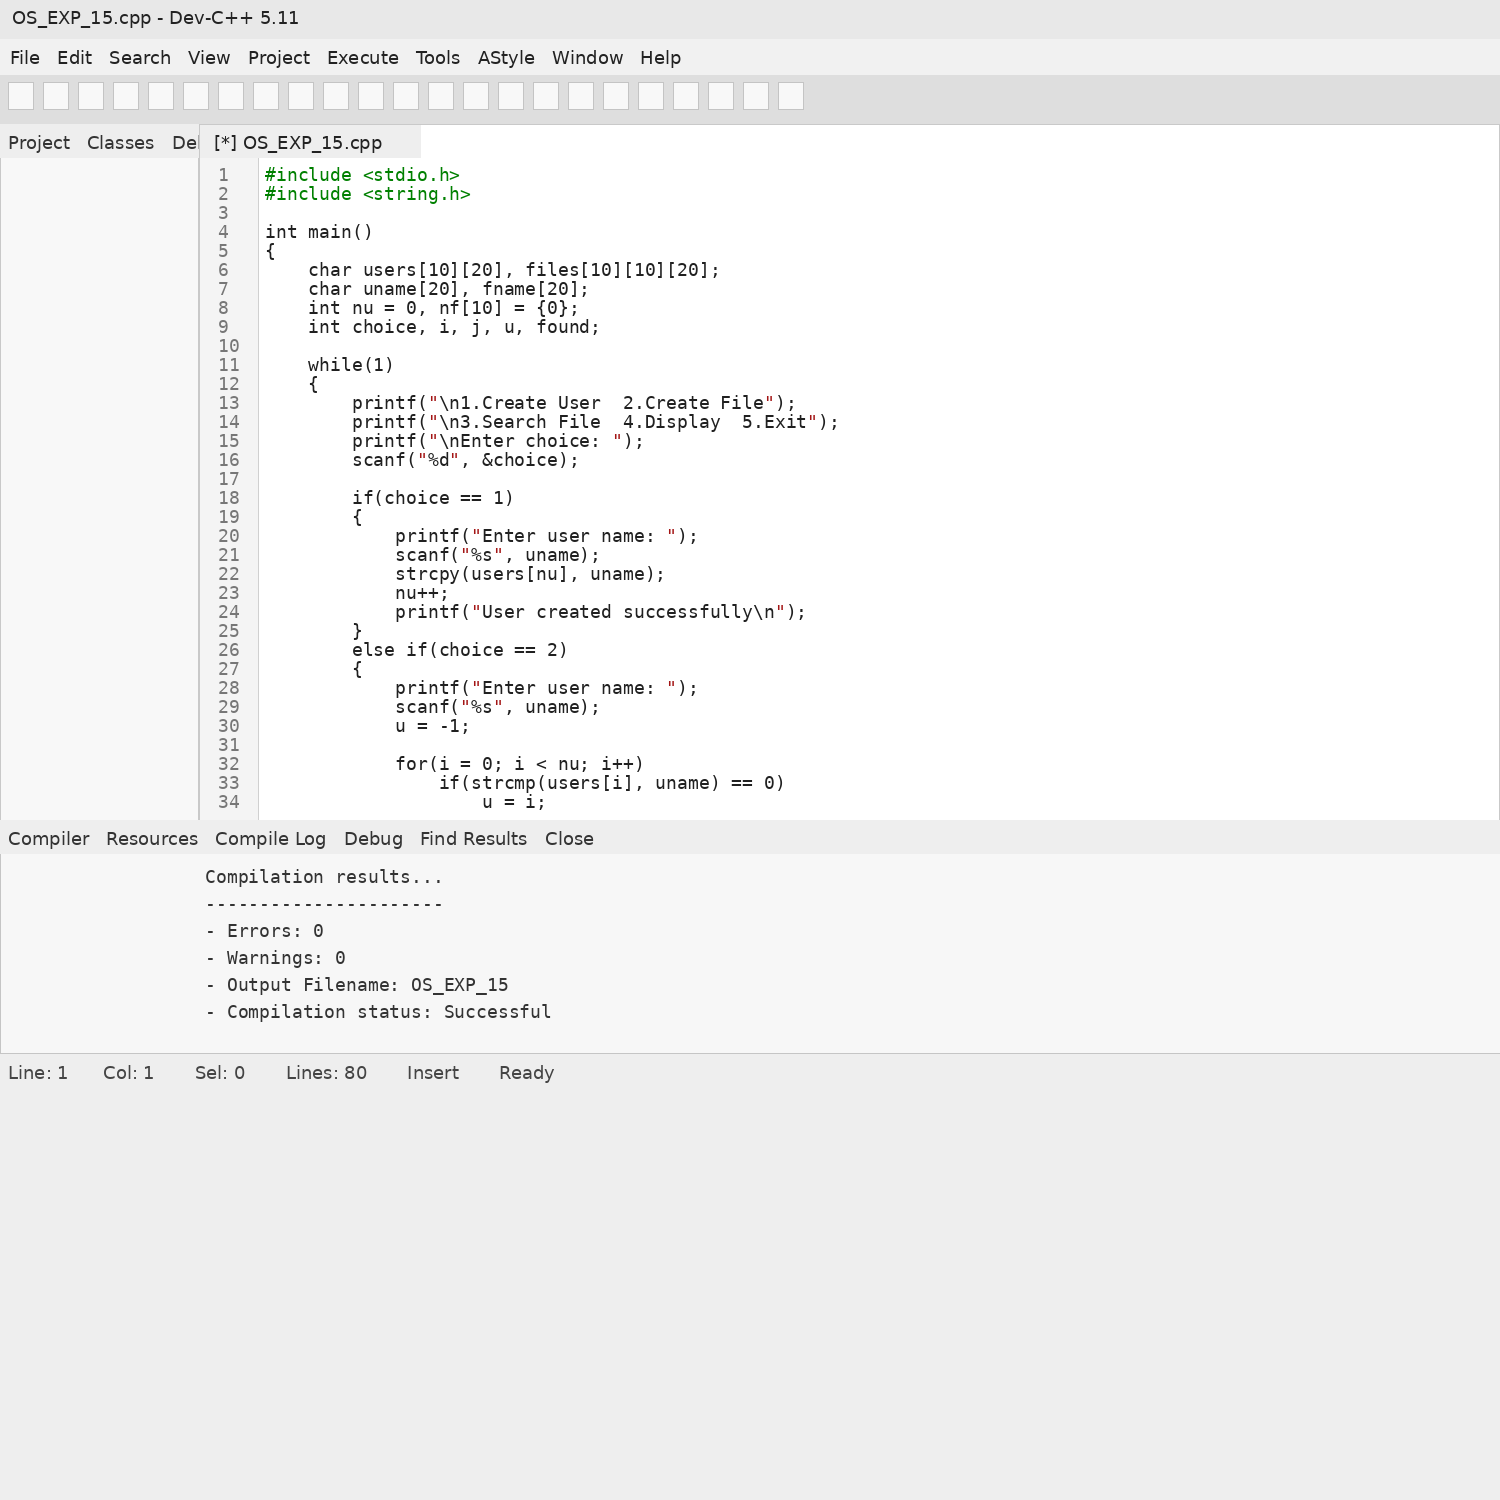 OS_EXP_15.cpp - Dev-C++ 5.11
File Edit Search View Project Execute Tools AStyle Window Help
Project Classes
[*] OS_EXP_15.cpp
1 #include <stdio.h>
2 #include <string.h>
3
4 int main()
5 {
6     char users[10][20], files[10][10][20];
7     char uname[20], fname[20];
8     int nu = 0, nf[10] = {0};
9     int choice, i, j, u, found;
10
11     while(1)
12     {
13         printf("\n1.Create User  2.Create File");
14         printf("\n3.Search File  4.Display  5.Exit");
15         printf("\nEnter choice: ");
16         scanf("%d", &choice);
17
18         if(choice == 1)
19         {
20             printf("Enter user name: ");
21             scanf("%s", uname);
22             strcpy(users[nu], uname);
23             nu++;
24             printf("User created successfully\n");
25         }
26         else if(choice == 2)
27         {
28             printf("Enter user name: ");
29             scanf("%s", uname);
30             u = -1;
31
32             for(i = 0; i < nu; i++)
33                 if(strcmp(users[i], uname) == 0)
34                     u = i;
Compiler Resources Compile Log Debug Find Results Close
Compilation results...
----------------------
- Errors: 0
- Warnings: 0
- Output Filename: OS_EXP_15
- Compilation status: Successful
Line: 1 Col: 1 Sel: 0 Lines: 80 Insert Ready